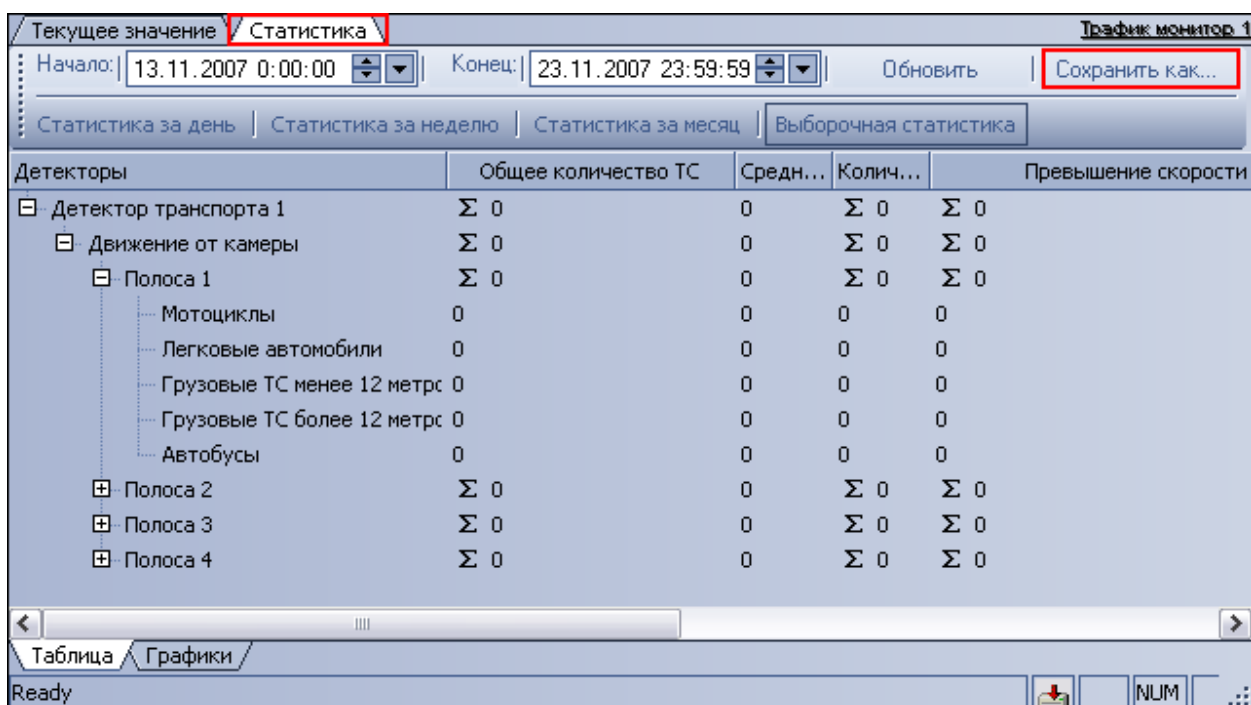 Текущее значение Статистика Трафик монитор 1
Начало: 13.11.2007 0:00:00 Конец: 23.11.2007 23:59:59 Обновить Сохранить как...
Статистика за день Статистика за неделю Статистика за месяц Выборочная статистика
Детекторы Общее количество ТС Средн... Колич... Превышение скорости
Детектор транспорта 1 Σ 0 0 Σ 0 Σ 0
Движение от камеры Σ 0 0 Σ 0 Σ 0
Полоса 1 Σ 0 0 Σ 0 Σ 0
Мотоциклы 0 0 0 0
Легковые автомобили 0 0 0 0
Грузовые ТС менее 12 метрс 0 0 0 0
Грузовые ТС более 12 метрс 0 0 0 0
Автобусы 0 0 0 0
Полоса 2 Σ 0 0 Σ 0 Σ 0
Полоса 3 Σ 0 0 Σ 0 Σ 0
Полоса 4 Σ 0 0 Σ 0 Σ 0
Таблица Графики
Ready NUM